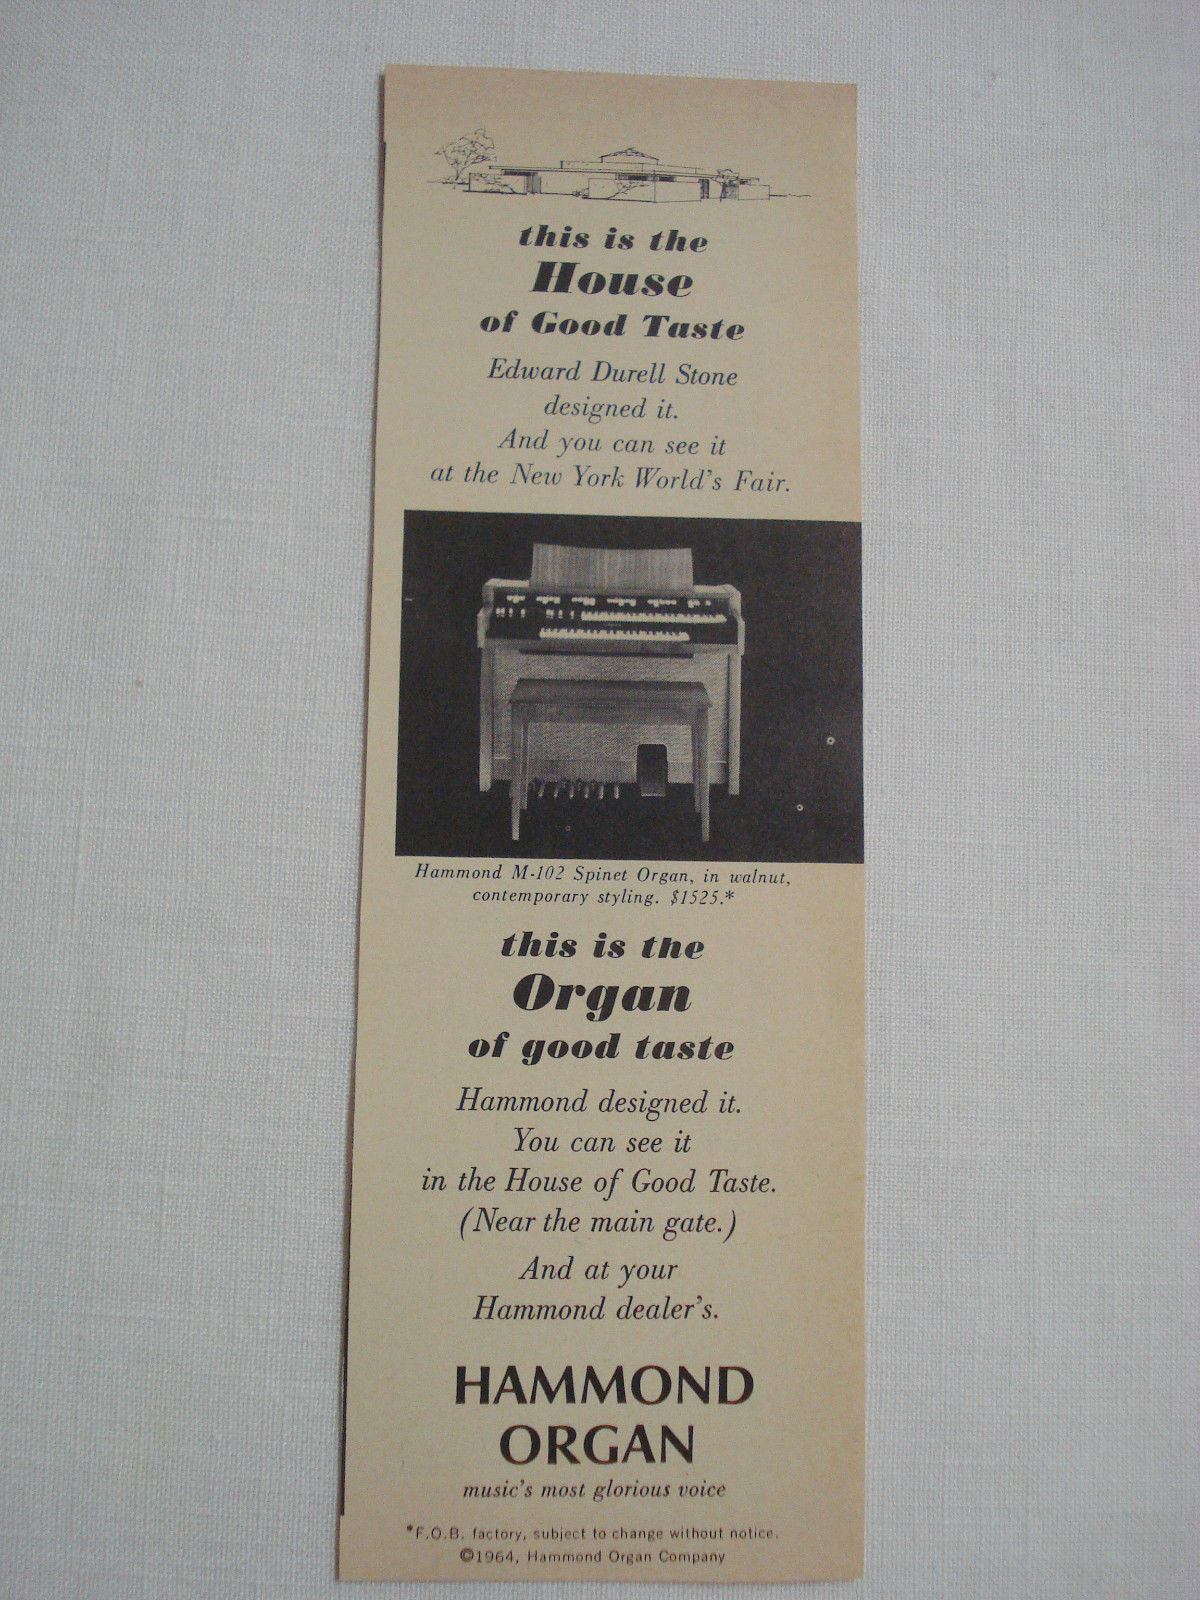 this is the
House
of Good Taste
Edward Durell Stone
designed it.
And you can see it
at the New York World's Fair.
Hammond M-102 Spinet Organ, in walnut,
contemporary styling. $1525.*
this is the
Organ
of good taste
Hammond designed it.
You can see it
in the House of Good Taste.
(Near the main gate.)
And at your
Hammond dealer's.
HAMMOND
ORGAN
music's most glorious voice
*F.O.B. factory, subject to change without notice.
©1964, Hammond Organ Company